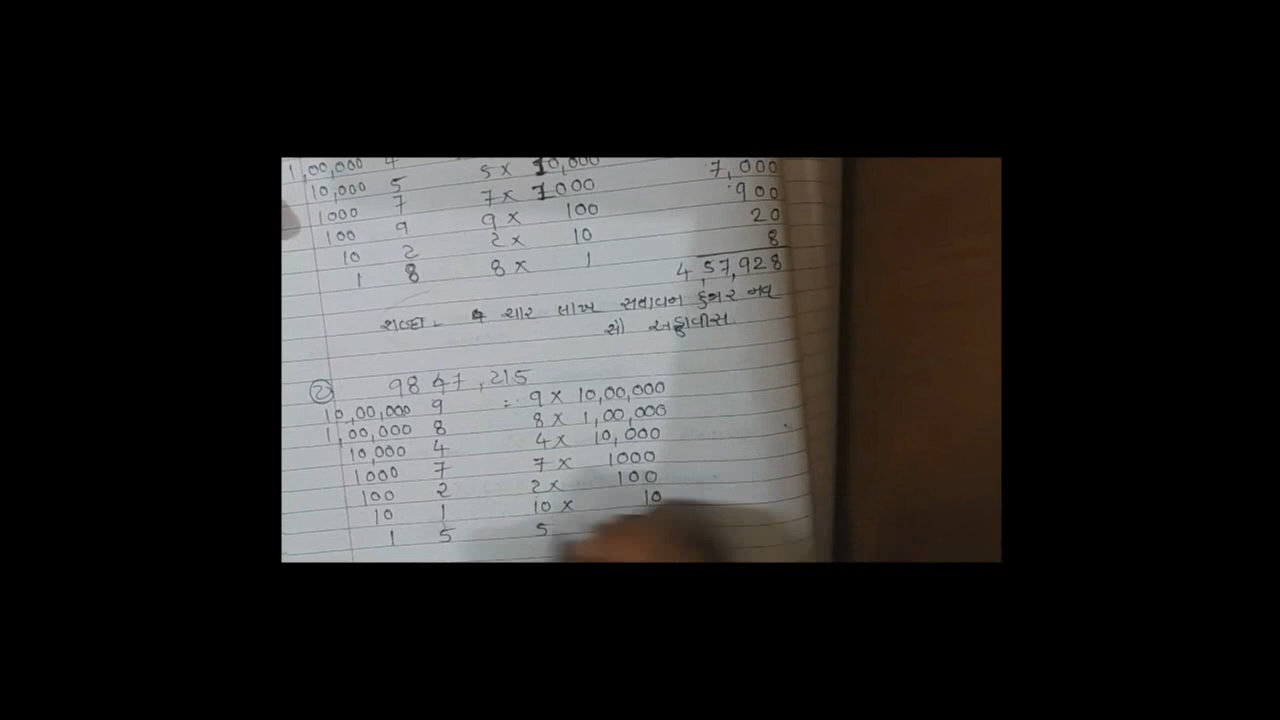 1,00,000 4 5 x 10,000 7,000
10,000 5 7 x 1000 900
1000 7 9 x 100 20
100 9 2 x 10 8
10 2 8 x 1 4,57,928
1 8
શબ્દો - ચાર લાખ સતાવન હજાર નવ
સો અઠ્ઠાવીસ
② 9847,215
10,00,000 9 = 9 x 10,00,000
1,00,000 8 8 x 1,00,000
10,000 4 4 x 10,000
1000 7 7 x 1000
100 2 2 x 100
10 1 10 x 10
1 5 5